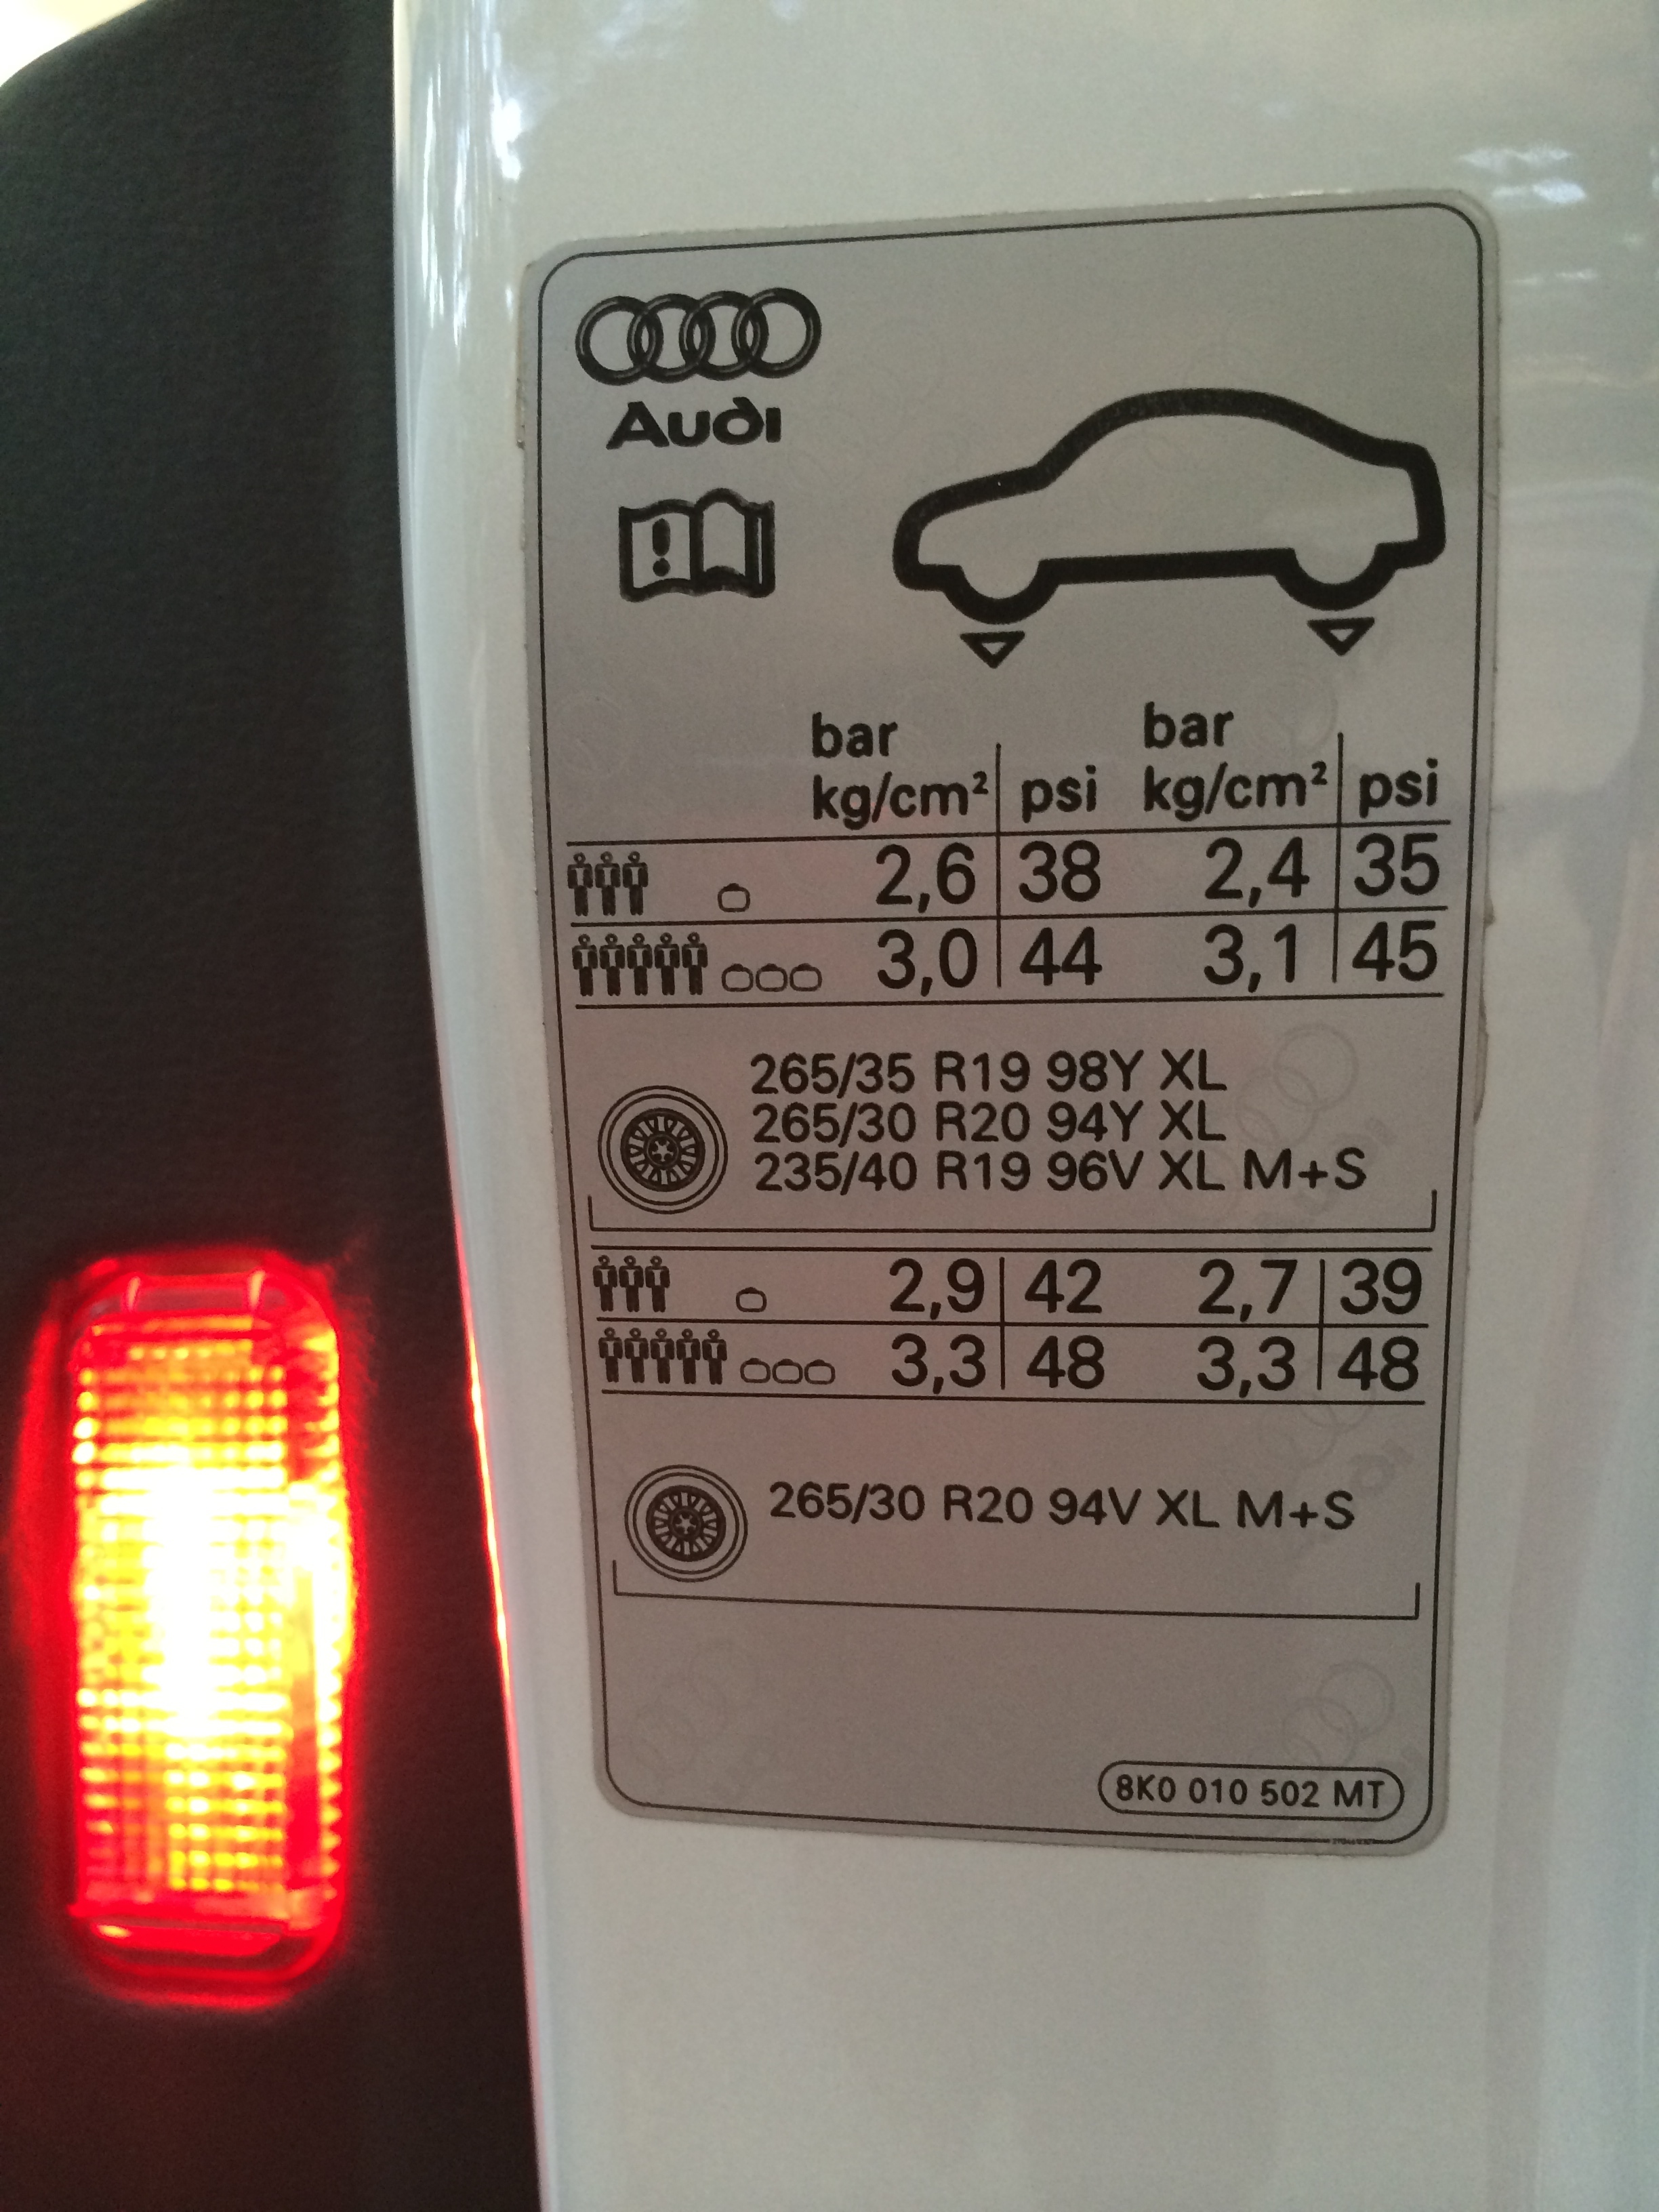 Audi
bar bar
kg/cm² psi kg/cm² psi
2,6 38 2,4 35
3,0 44 3,1 45
265/35 R19 98Y XL
265/30 R20 94Y XL
235/40 R19 96V XL M+S
2,9 42 2,7 39
3,3 48 3,3 48
265/30 R20 94V XL M+S
8K0 010 502 MT